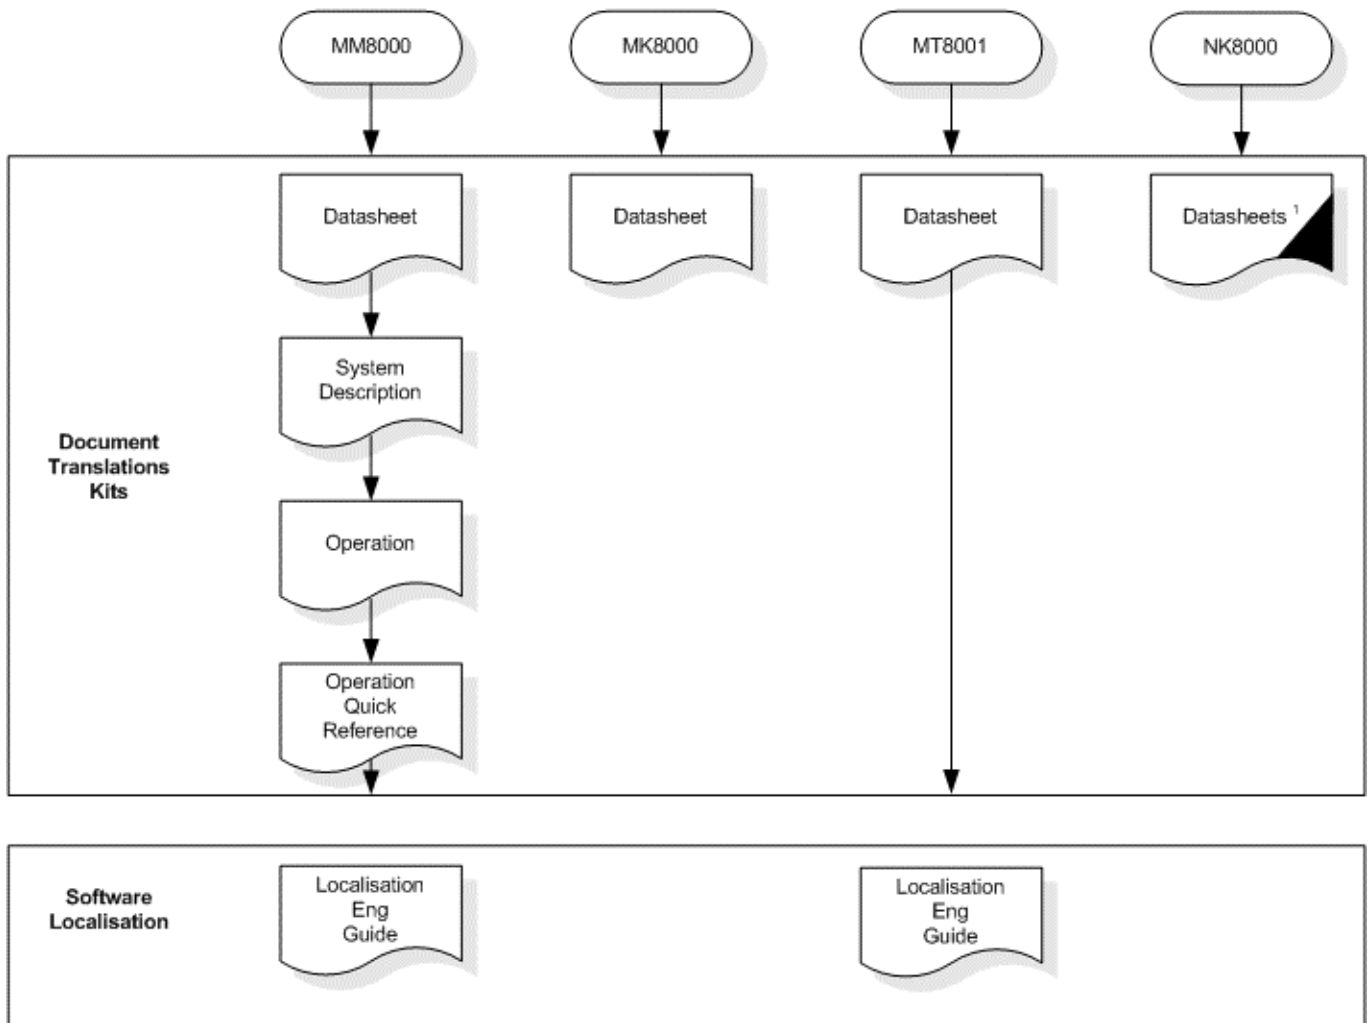 MM8000
MK8000
MT8001
NK8000
Datasheet
Datasheet
Datasheet
Datasheets 1
System
Description
Document
Translations
Kits
Operation
Operation
Quick
Reference
Software
Localisation
Localisation
Eng
Guide
Localisation
Eng
Guide